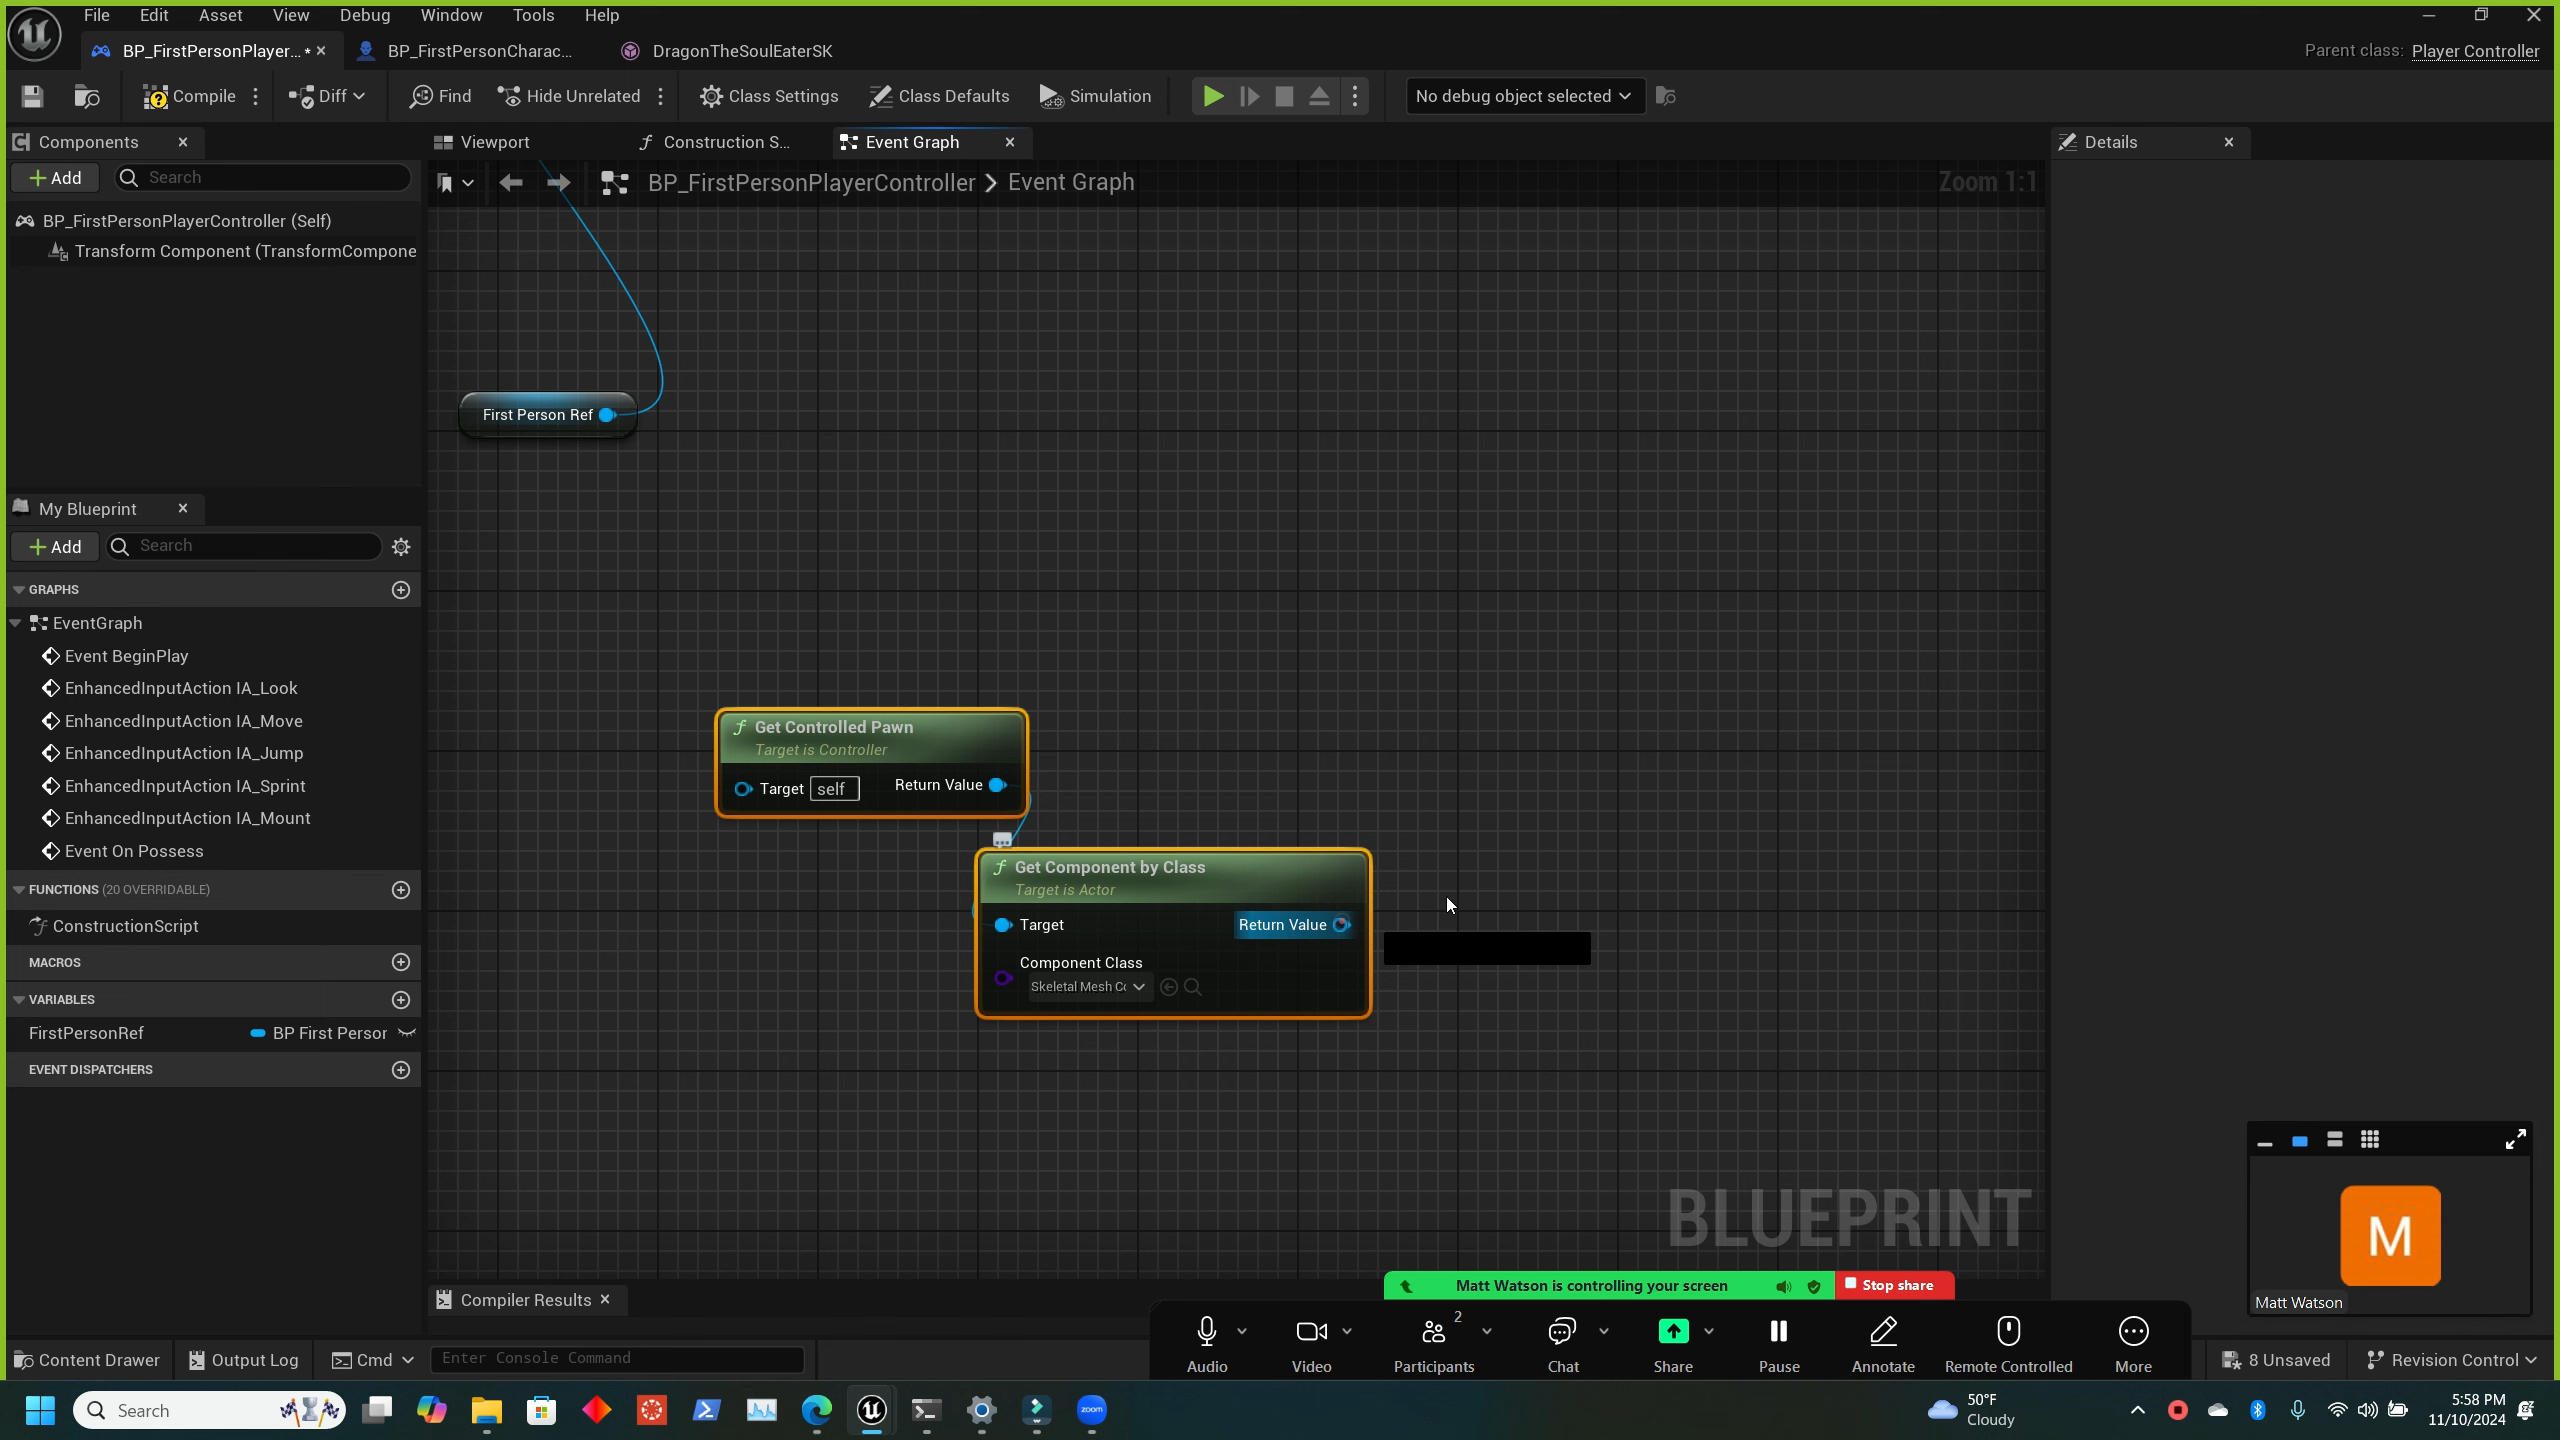 File Edit Asset View Debug Window Tools Help
BP_FirstPersonPlayer... •
BP_FirstPersonCharac...
DragonTheSoulEaterSK
Parent class: Player Controller
Compile
Diff
Find
Hide Unrelated
Class Settings
Class Defaults
Simulation
No debug object selected
Components
Viewport
Construction S...
Event Graph
Details
Add
Search
BP_FirstPersonPlayerController > Event Graph
Zoom 1:1
BP_FirstPersonPlayerController (Self)
Transform Component (TransformCompone
First Person Ref
My Blueprint
Add
Search
GRAPHS
EventGraph
Event BeginPlay
EnhancedInputAction IA_Look
EnhancedInputAction IA_Move
EnhancedInputAction IA_Jump
EnhancedInputAction IA_Sprint
EnhancedInputAction IA_Mount
Event On Possess
FUNCTIONS (20 OVERRIDABLE)
ConstructionScript
MACROS
VARIABLES
FirstPersonRef
BP First Person
EVENT DISPATCHERS
Get Controlled Pawn
Target is Controller
Target self
Return Value
Get Component by Class
Target is Actor
Target
Return Value
Component Class
Skeletal Mesh Co
BLUEPRINT
M
Matt Watson
Matt Watson is controlling your screen
Stop share
Compiler Results
2
Audio
Video
Participants
Chat
Share
Pause
Annotate
Remote Controlled
More
Content Drawer
Output Log
Cmd
Enter Console Command
8 Unsaved
Revision Control
Search
zoom
50°F
Cloudy
5:58 PM
11/10/2024